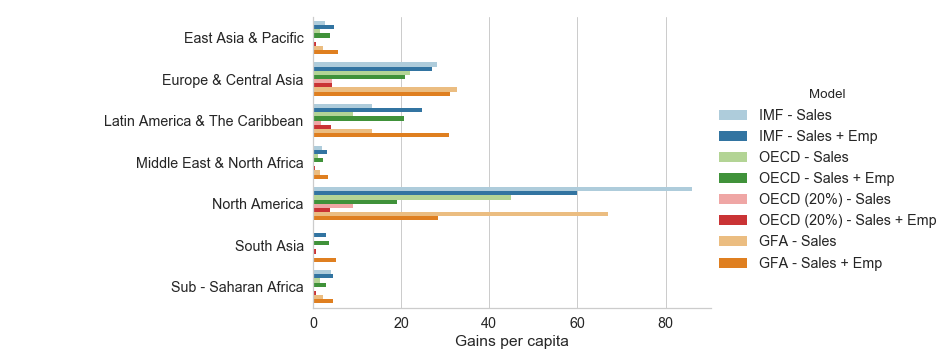 East Asia & Pacific
Europe & Central Asia
Latin America & The Caribbean
Middle East & North Africa
North America
South Asia
Sub - Saharan Africa
0 20 40 60 80
Gains per capita
Model
IMF - Sales
IMF - Sales + Emp
OECD - Sales
OECD - Sales + Emp
OECD (20%) - Sales
OECD (20%) - Sales + Emp
GFA - Sales
GFA - Sales + Emp